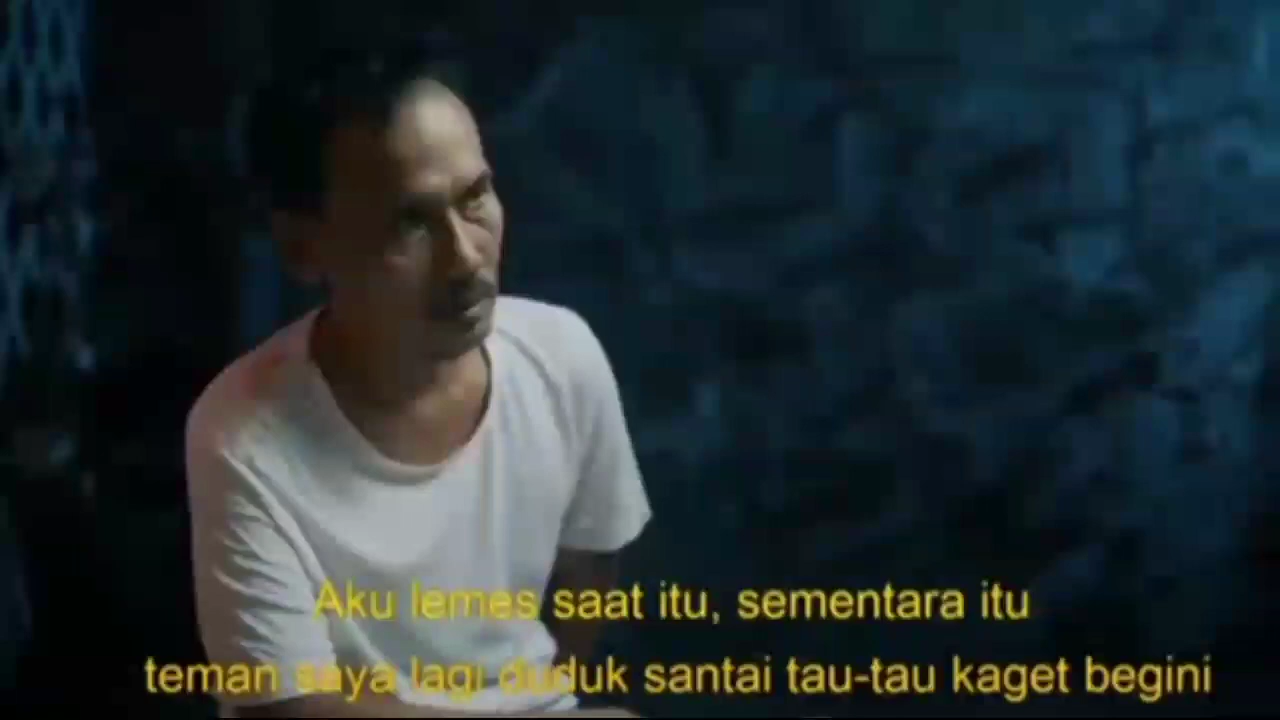 Aku lemes saat itu, sementara itu
teman saya lagi duduk santai tau-tau kaget begini